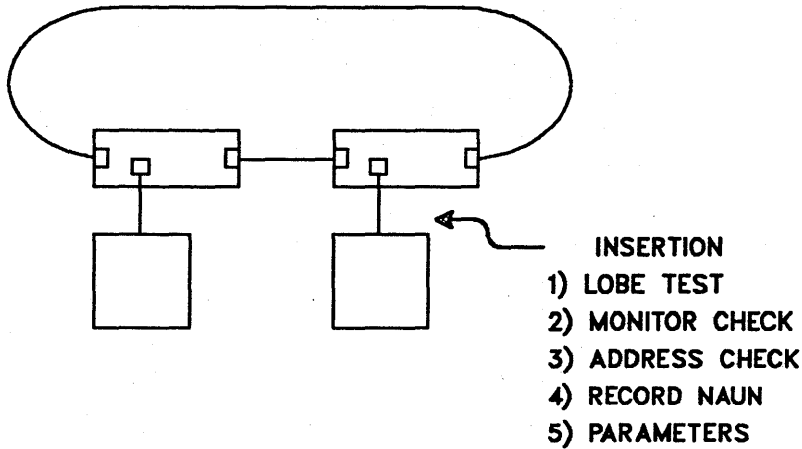 INSERTION
1) LOBE TEST
2) MONITOR CHECK
3) ADDRESS CHECK
4) RECORD NAUN
5) PARAMETERS